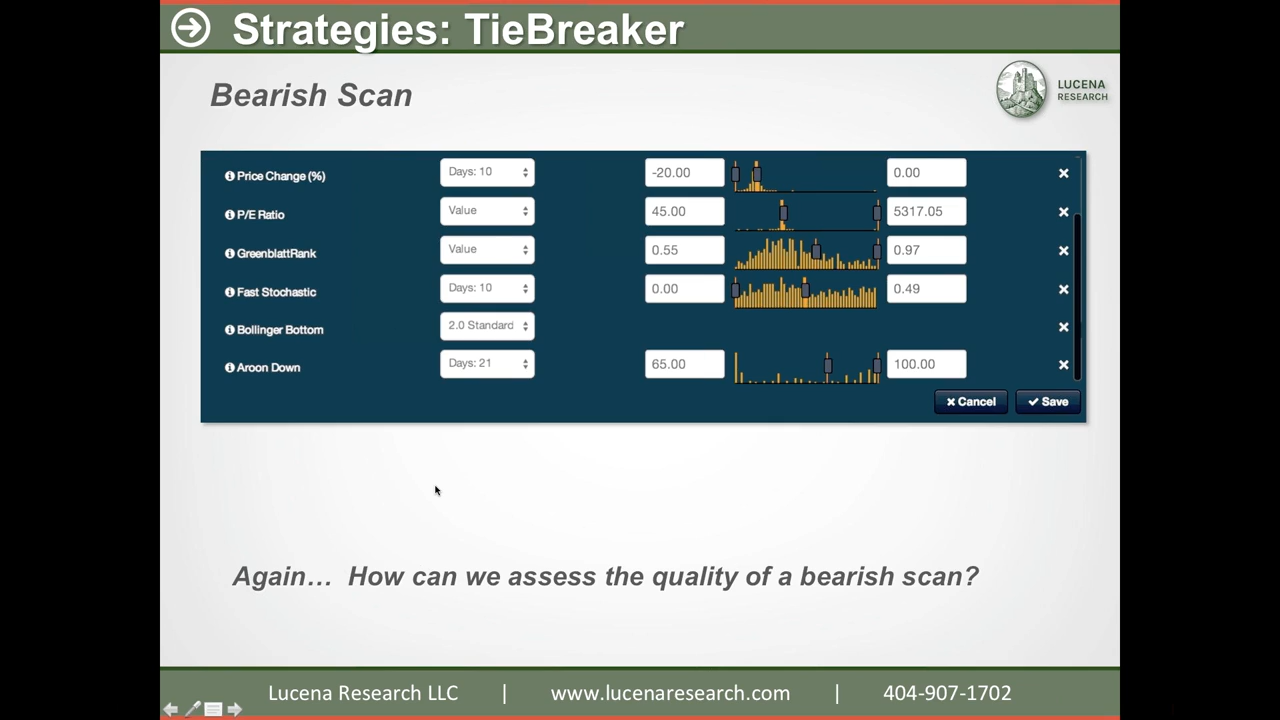 Strategies: TieBreaker
Bearish Scan
LUCENA
RESEARCH
Price Change (%) Days: 10 -20.00 0.00
P/E Ratio Value 45.00 5317.05
GreenblattRank Value 0.55 0.97
Fast Stochastic Days: 10 0.00 0.49
Bollinger Bottom 2.0 Standard
Aroon Down Days: 21 65.00 100.00
Cancel Save
Again... How can we assess the quality of a bearish scan?
Lucena Research LLC | www.lucenaresearch.com | 404-907-1702